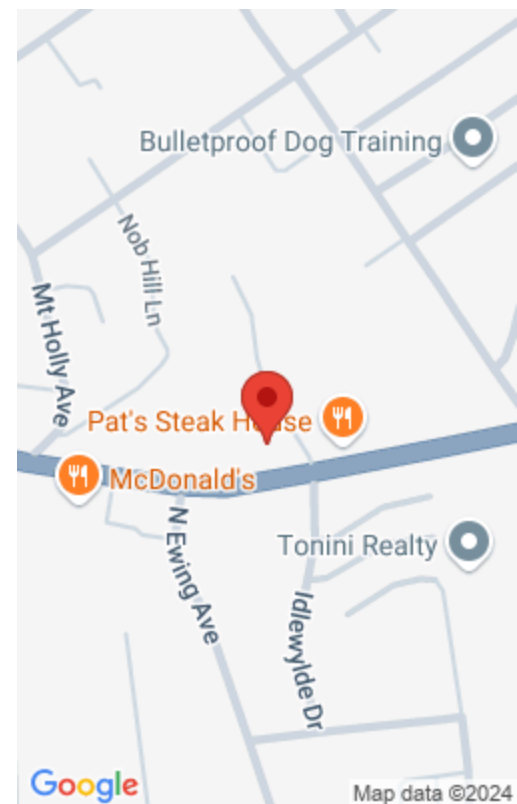 Bulletproof Dog Training
Nob Hill Ln
Mt Holly Ave
Pat's Steak House
McDonald's
N Ewing Ave
Tonini Realty
Idlewylde Dr
Google
Map data ©2024